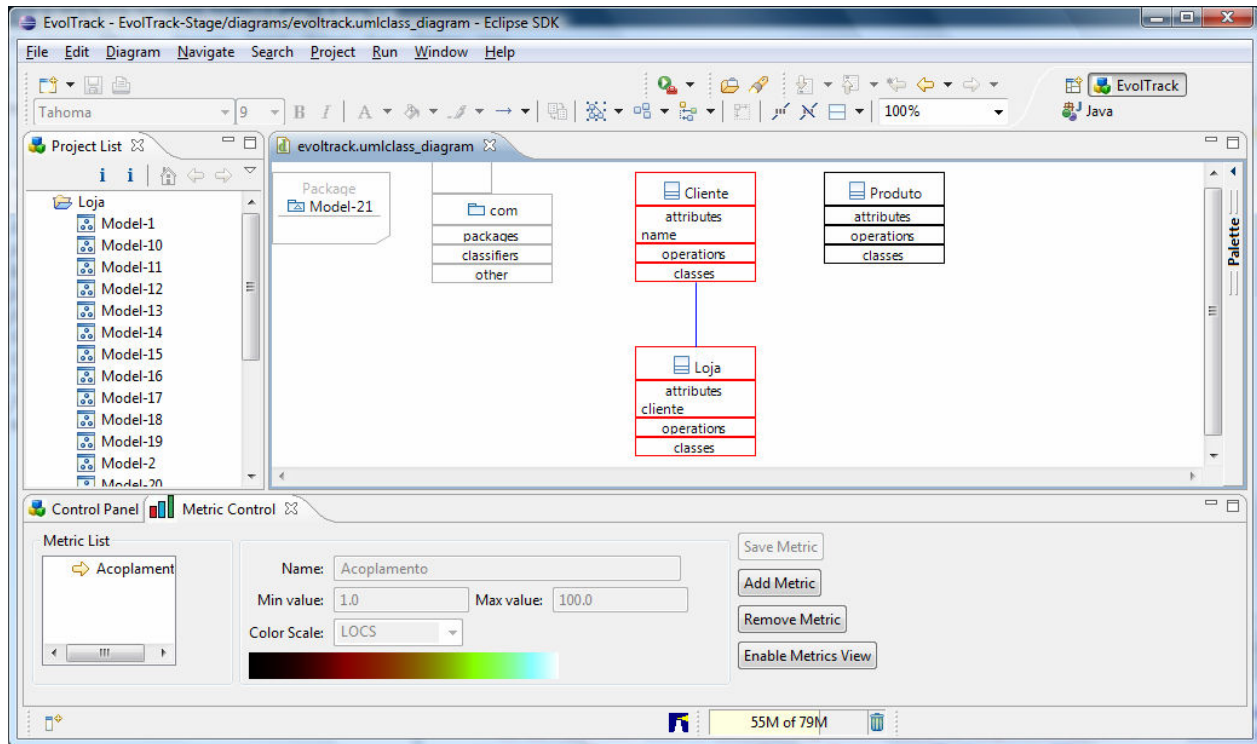 EvolTrack - EvolTrack-Stage/diagrams/evoltrack.umlclass_diagram - Eclipse SDK
File Edit Diagram Navigate Search Project Run Window Help
EvolTrack
Tahoma 9 B I A 100% Java
Project List
evoltrack.umlclass_diagram
Loja
Model-1
Model-10
Model-11
Model-12
Model-13
Model-14
Model-15
Model-16
Model-17
Model-18
Model-19
Model-2
Model-20
Package
Model-21
com
packages
classifiers
other
Cliente
attributes
name
operations
classes
Produto
attributes
operations
classes
Loja
attributes
cliente
operations
classes
Palette
Control Panel Metric Control
Metric List
Acoplament
Name: Acoplamento
Min value: 1.0 Max value: 100.0
Color Scale: LOCS
Save Metric
Add Metric
Remove Metric
Enable Metrics View
55M of 79M